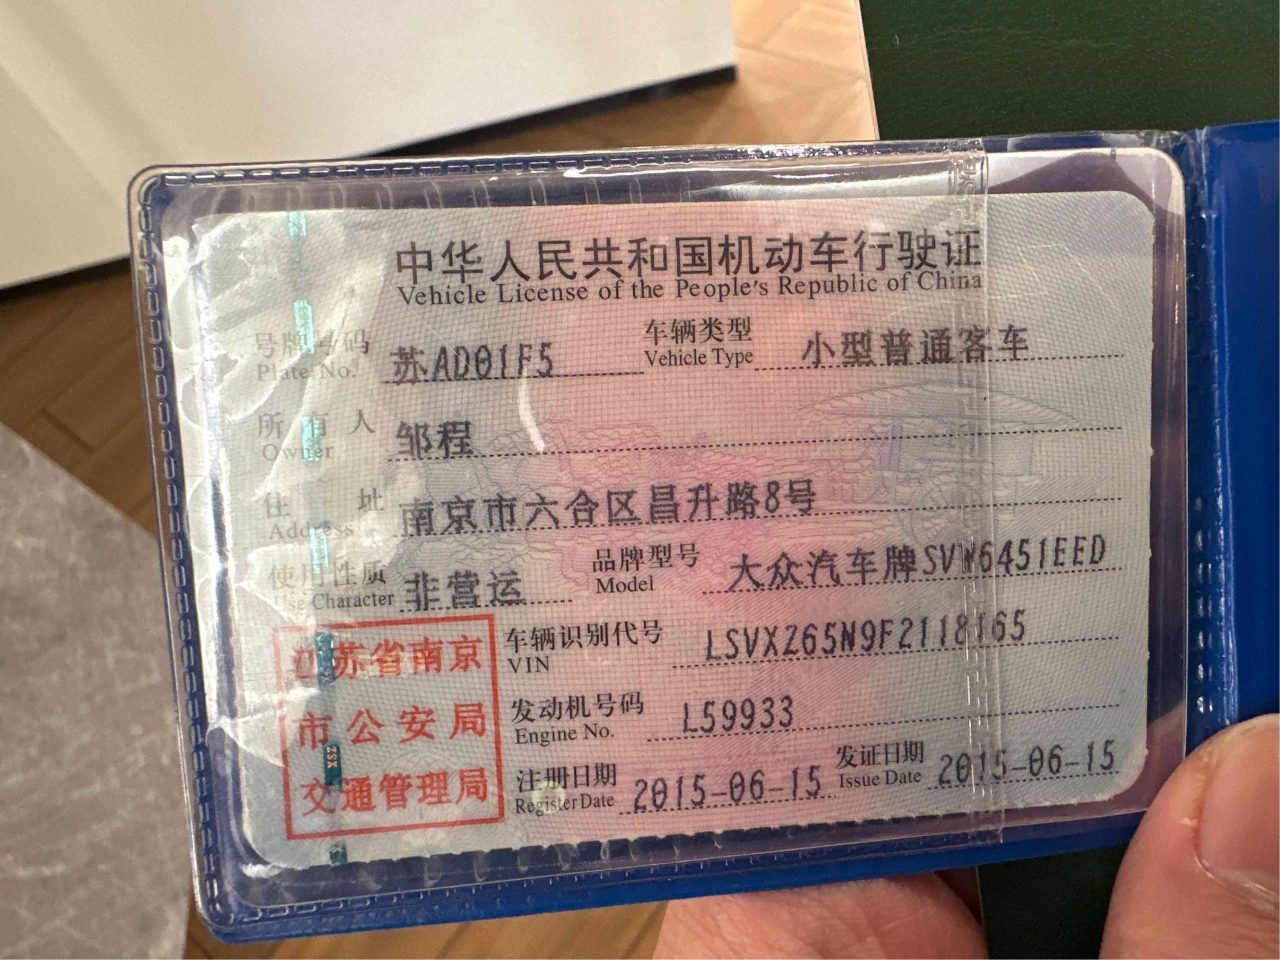 中华人民共和国机动车行驶证
Vehicle License of the People's Republic of China
号牌号码 苏AD01F5 车辆类型 小型普通客车
Plate No. Vehicle Type
所有人 邹程
Owner
住址 南京市六合区昌升路8号
Address
使用性质 非营运 品牌型号 大众汽车牌SVW6451EED
Use Character Model
江苏省南京
市公安局
交通管理局
车辆识别代号 LSVXZ65N9F2118165
VIN
发动机号码 L59933
Engine No.
注册日期 2015-06-15 发证日期 2015-06-15
Register Date Issue Date